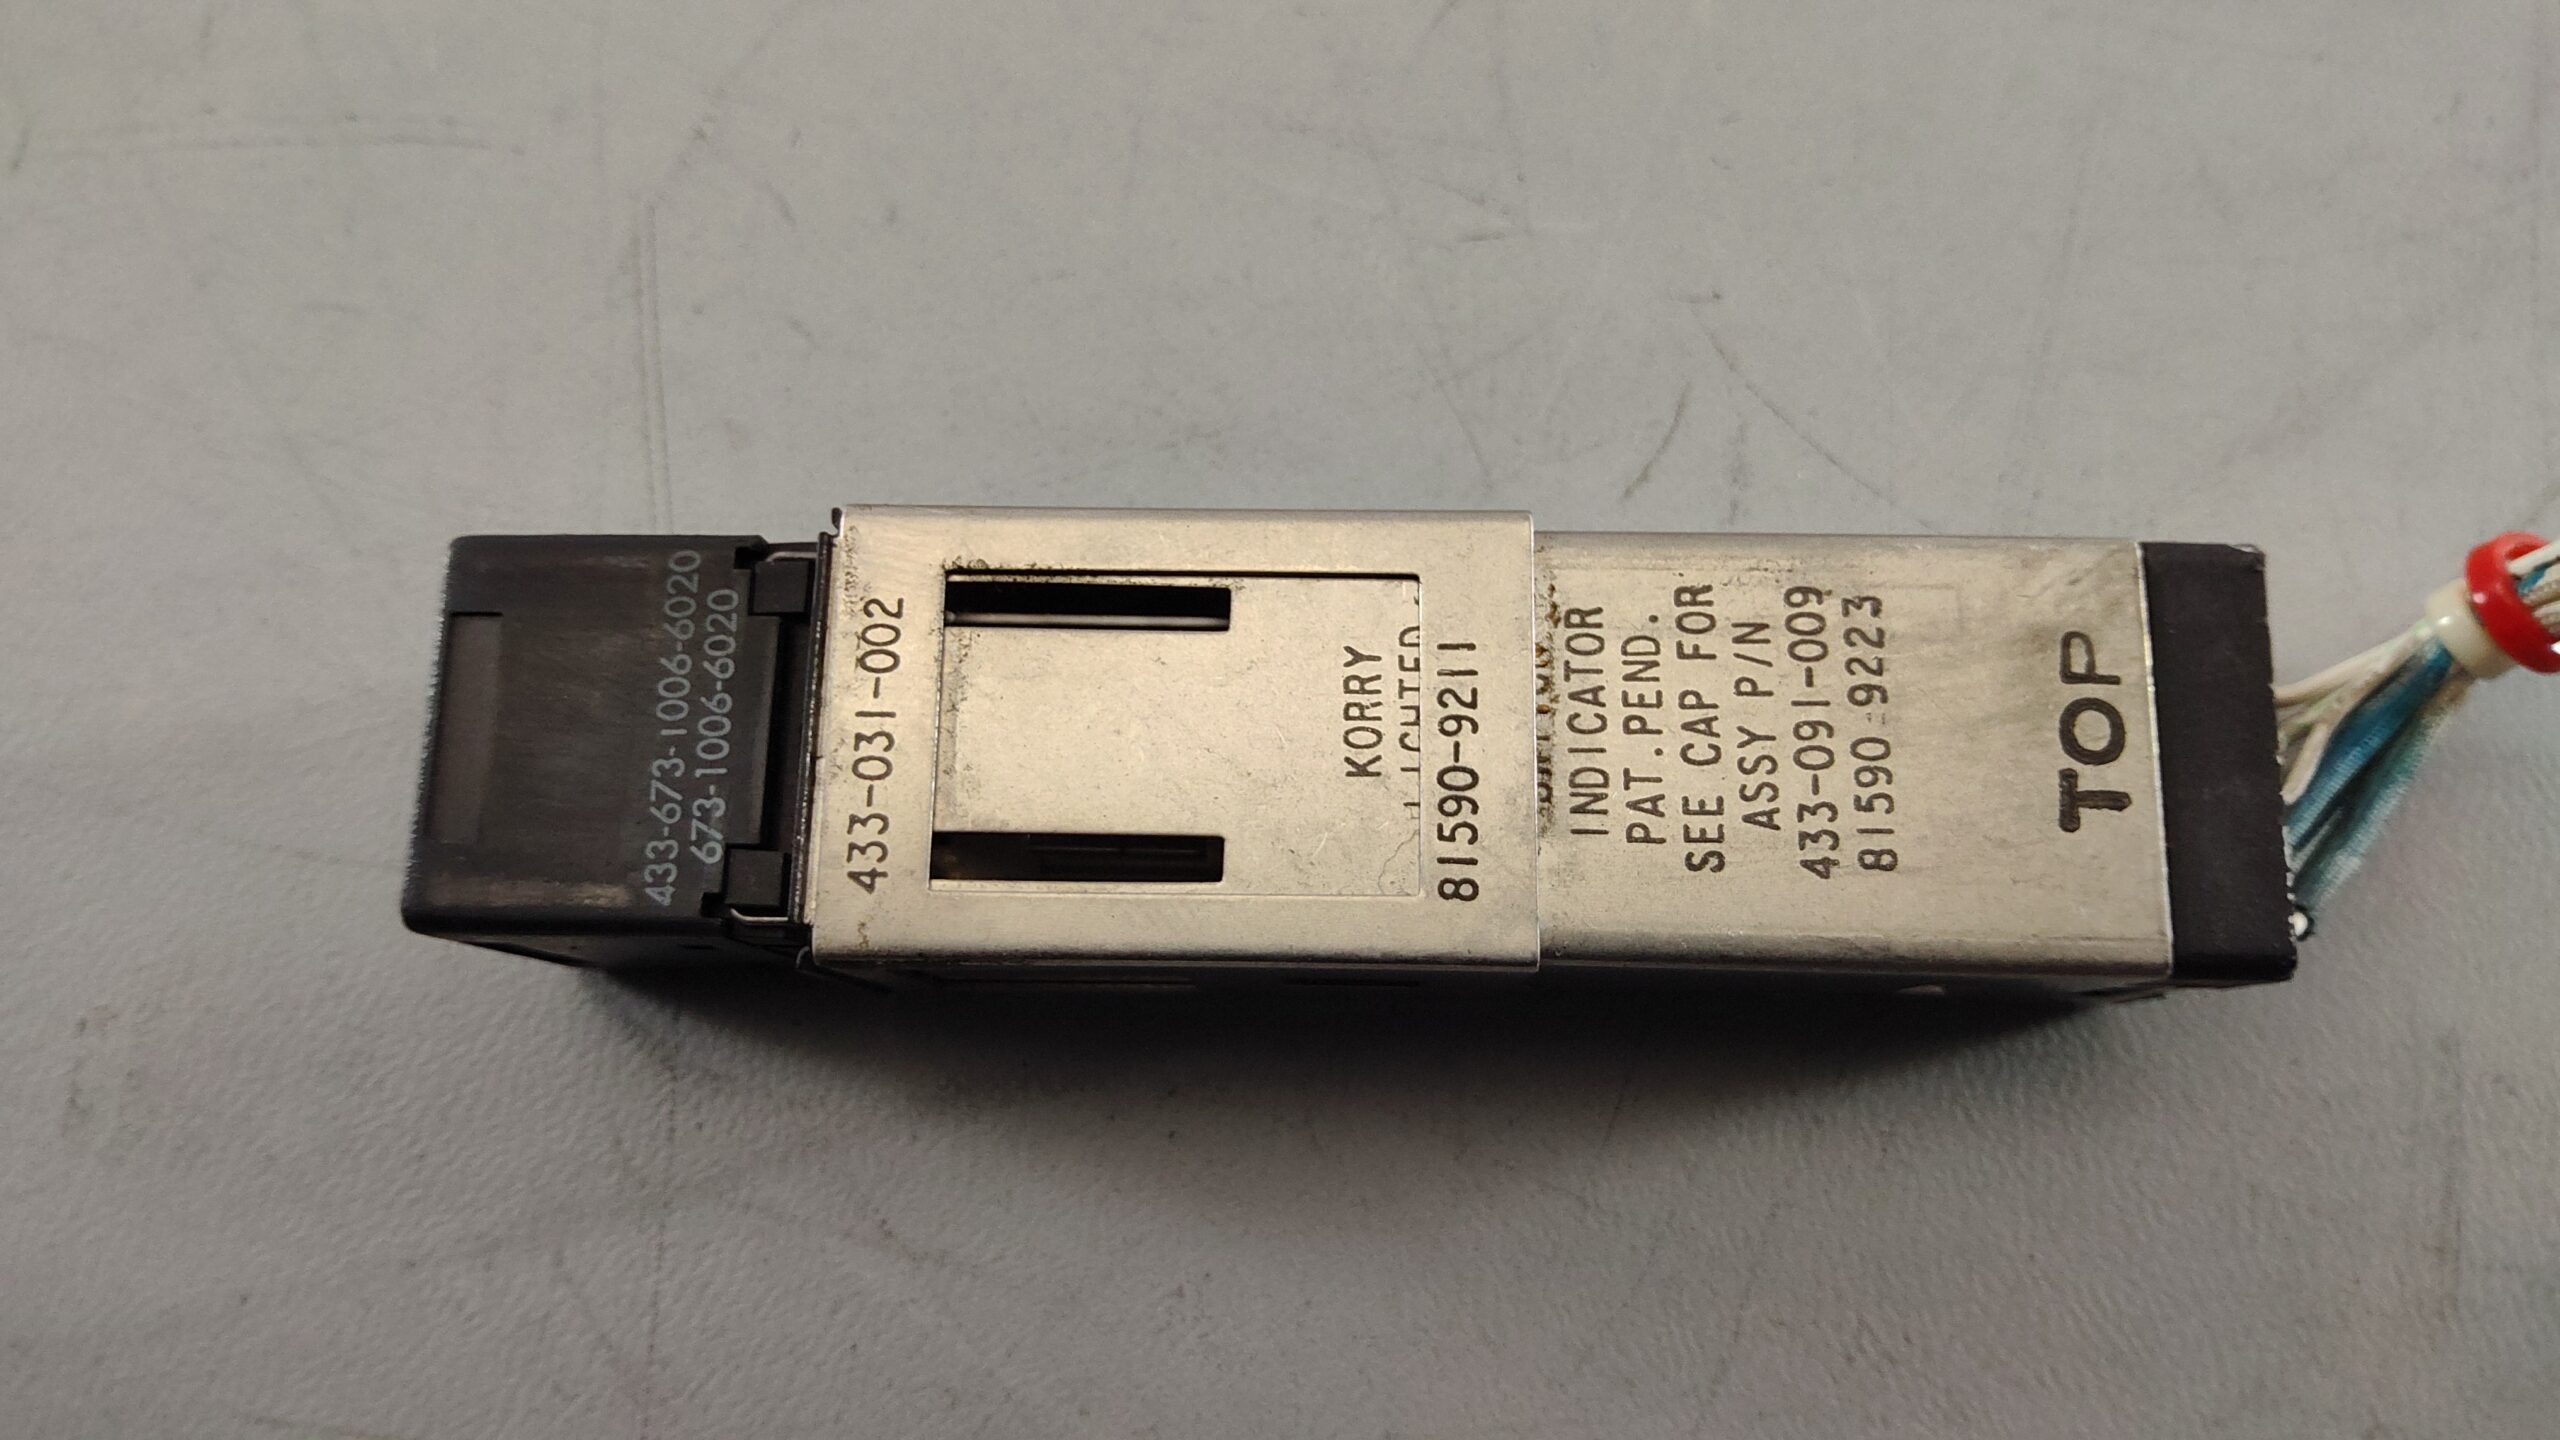 433-673-1006-6020
673-1006-6020
433-031-002
KORRY
LIGHTED
81590-9211
INDICATOR
PAT.PEND.
SEE CAP FOR
ASSY P/N
433-091-009
81590-9223
TOP